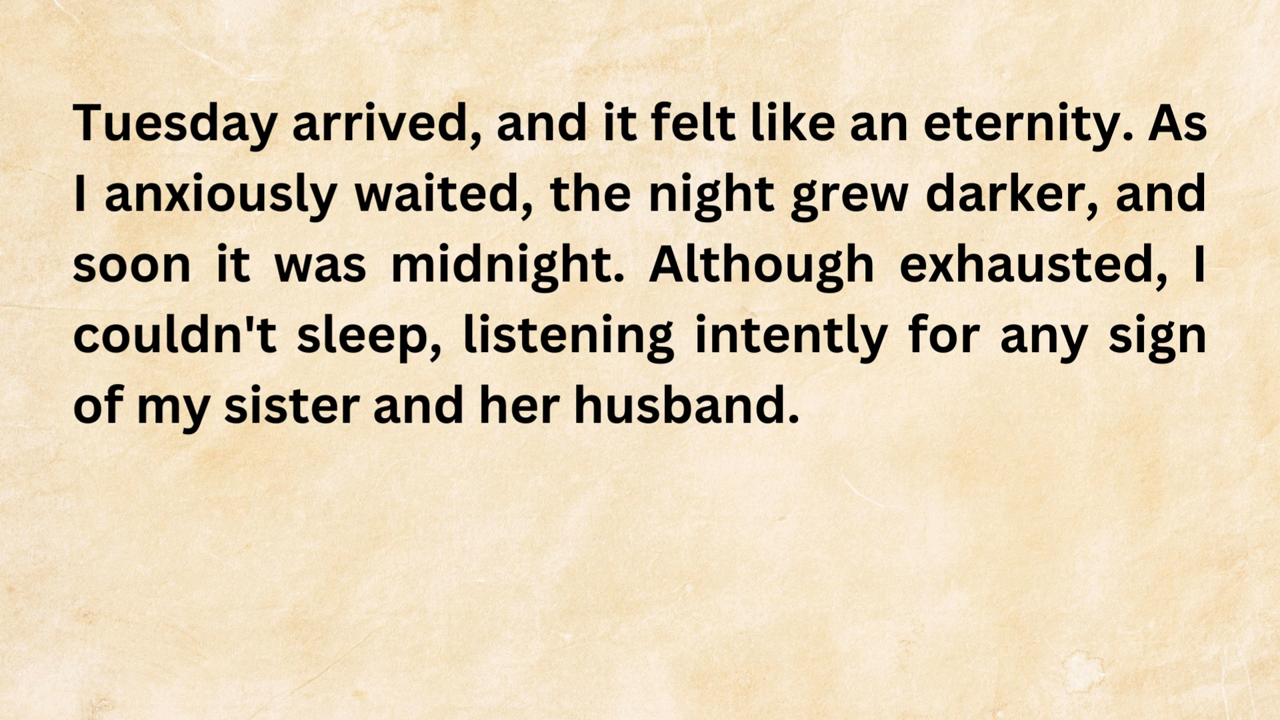 Tuesday arrived, and it felt like an eternity. As
I anxiously waited, the night grew darker, and
soon it was midnight. Although exhausted, I
couldn't sleep, listening intently for any sign
of my sister and her husband.